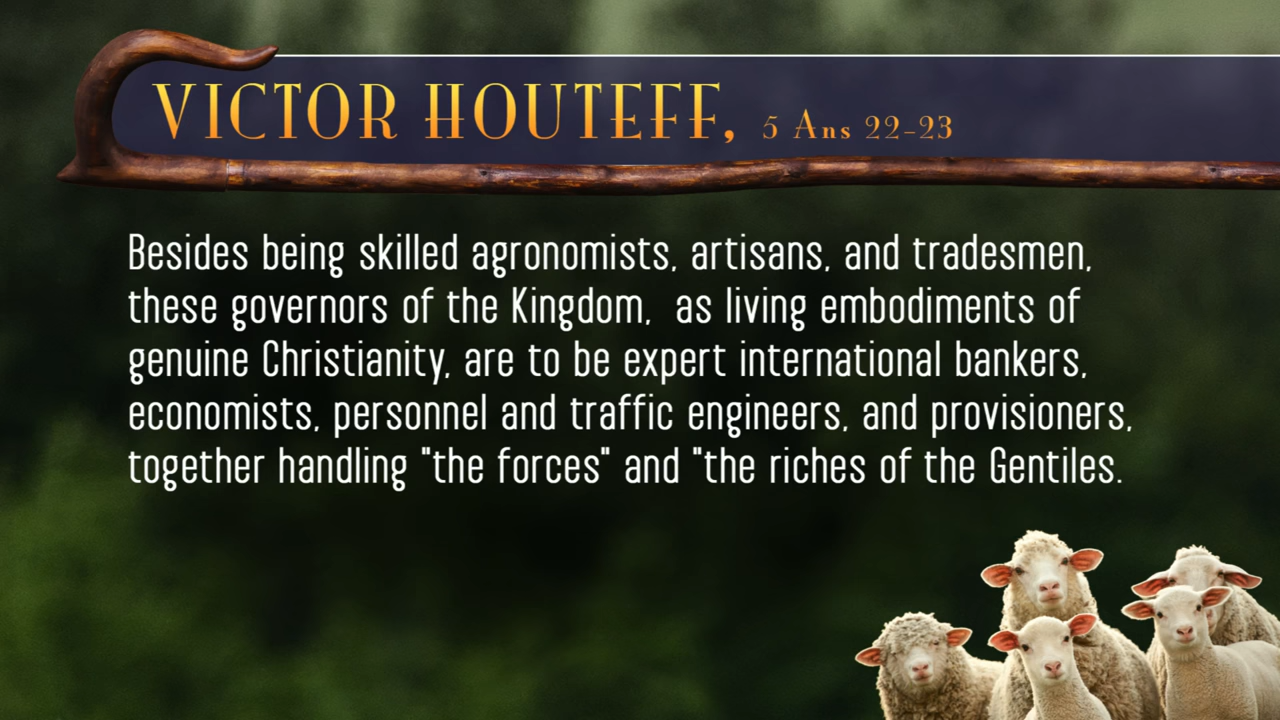 VICTOR HOUTEFF, 5 Ans 22-23
Besides being skilled agronomists, artisans, and tradesmen,
these governors of the Kingdom,  as living embodiments of
genuine Christianity, are to be expert international bankers,
economists, personnel and traffic engineers, and provisioners,
together handling "the forces" and "the riches of the Gentiles.